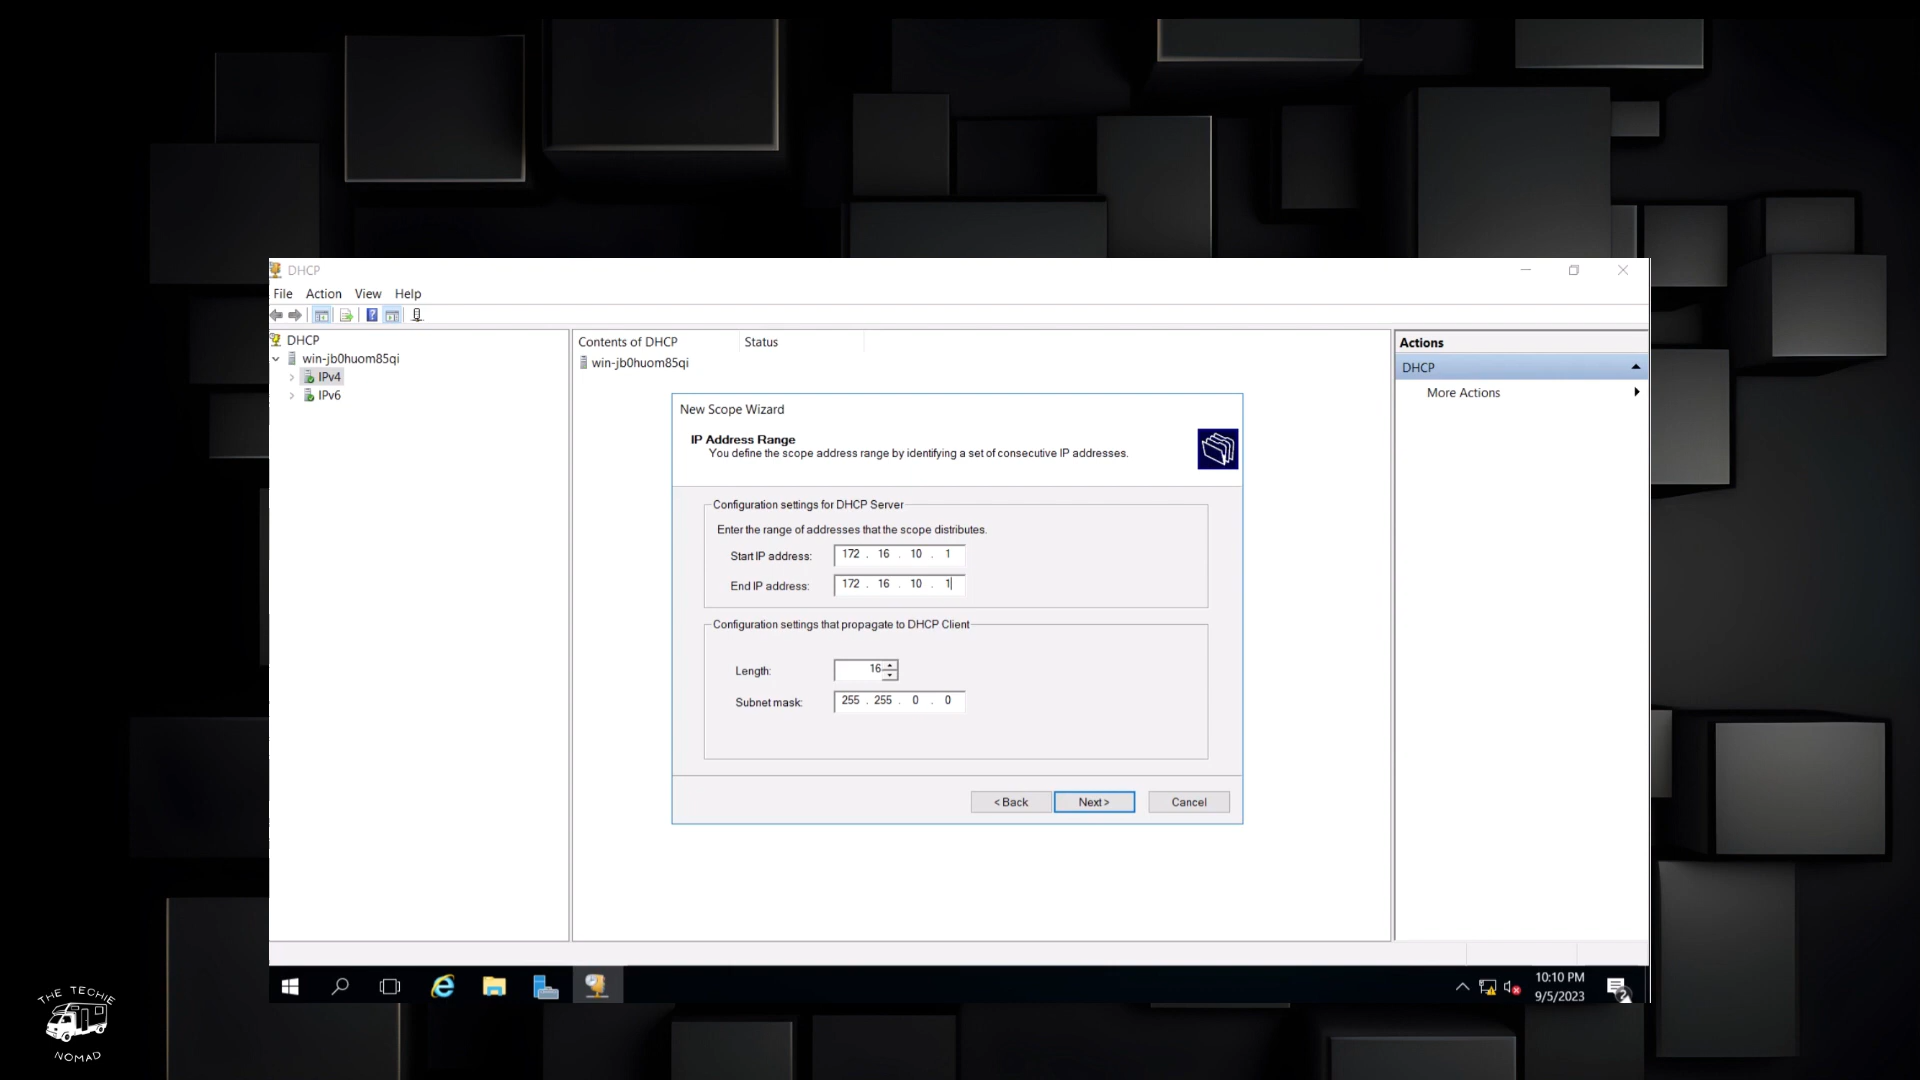 DHCP
File Action View Help
DHCP
win-jb0huom85qi
IPv4
IPv6
Contents of DHCP Status
win-jb0huom85qi
Actions
DHCP
More Actions
New Scope Wizard
IP Address Range
You define the scope address range by identifying a set of consecutive IP addresses.
Configuration settings for DHCP Server
Enter the range of addresses that the scope distributes.
Start IP address: 172 . 16 . 10 . 1
End IP address: 172 . 16 . 10 . 1
Configuration settings that propagate to DHCP Client
Length: 16
Subnet mask: 255 . 255 . 0 . 0
< Back Next > Cancel
10:10 PM
9/5/2023
2
THE TECHIE
NOMAD